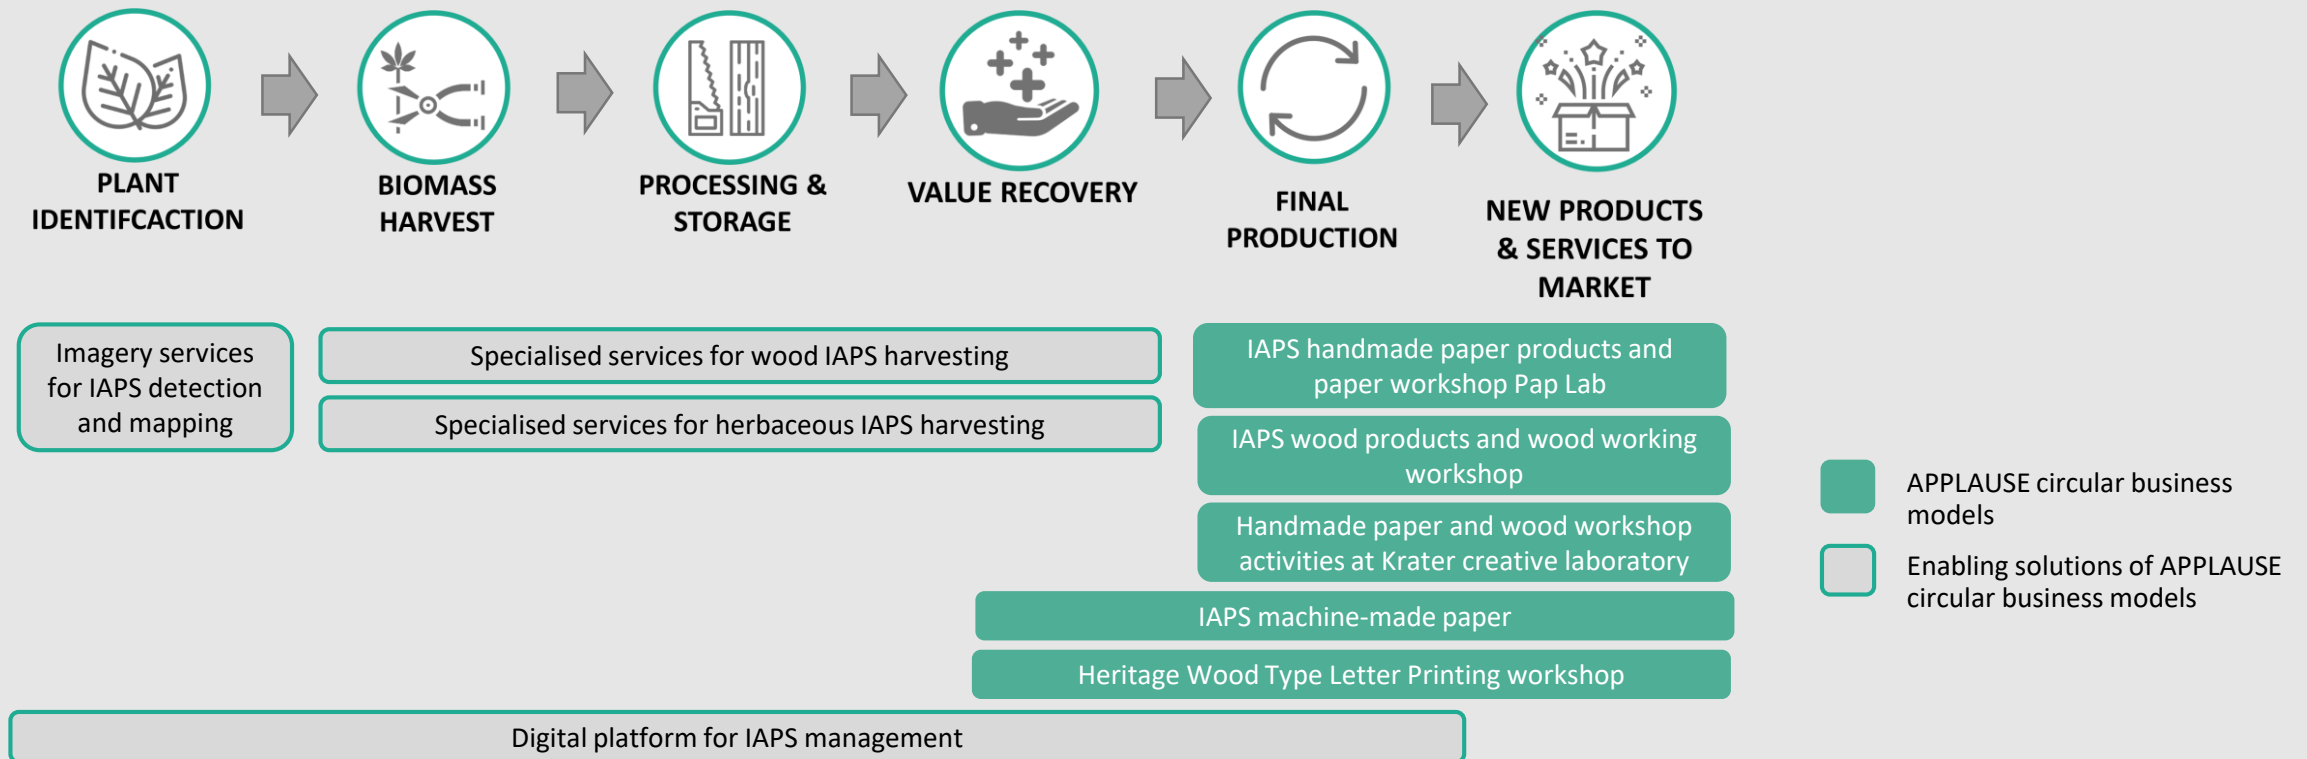 PLANT
IDENTIFCACTION
BIOMASS
HARVEST
PROCESSING &
STORAGE
VALUE RECOVERY
FINAL
PRODUCTION
NEW PRODUCTS
& SERVICES TO
MARKET
Imagery services
for IAPS detection
and mapping
Specialised services for wood IAPS harvesting
Specialised services for herbaceous IAPS harvesting
IAPS handmade paper products and
paper workshop Pap Lab
IAPS wood products and wood working
workshop
Handmade paper and wood workshop
activities at Krater creative laboratory
IAPS machine-made paper
Heritage Wood Type Letter Printing workshop
Digital platform for IAPS management
APPLAUSE circular business
models
Enabling solutions of APPLAUSE
circular business models